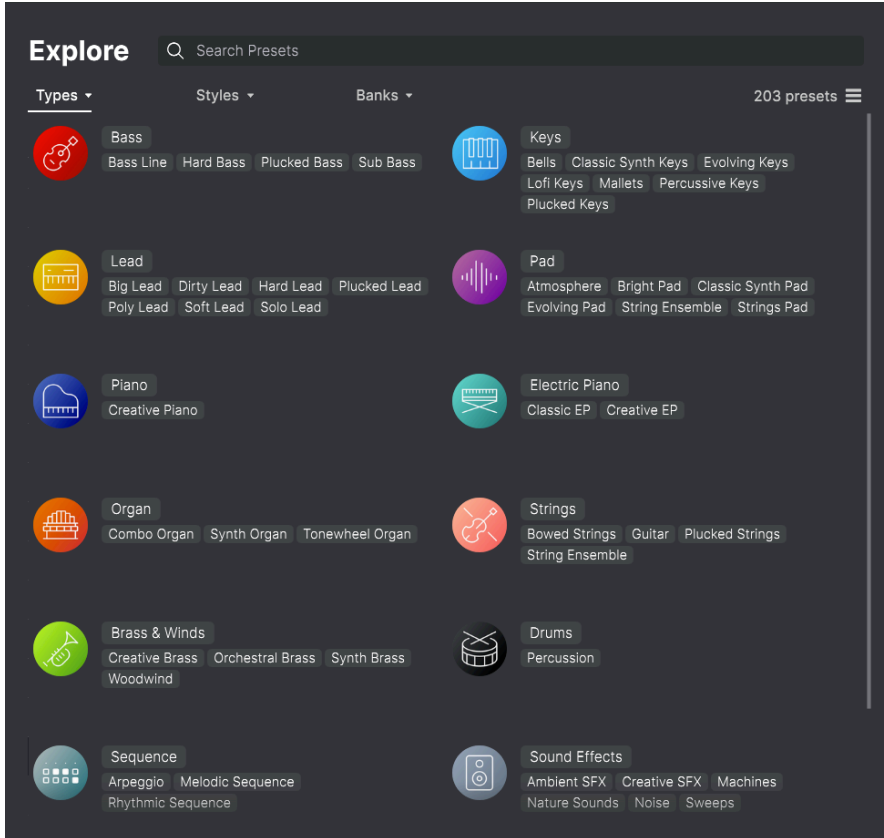 Explore
Search Presets
Types
Styles
Banks
203 presets
Bass
Bass Line Hard Bass Plucked Bass Sub Bass
Keys
Bells Classic Synth Keys Evolving Keys
Lofi Keys Mallets Percussive Keys
Plucked Keys
Lead
Big Lead Dirty Lead Hard Lead Plucked Lead
Poly Lead Soft Lead Solo Lead
Pad
Atmosphere Bright Pad Classic Synth Pad
Evolving Pad String Ensemble Strings Pad
Piano
Creative Piano
Electric Piano
Classic EP Creative EP
Organ
Combo Organ Synth Organ Tonewheel Organ
Strings
Bowed Strings Guitar Plucked Strings
String Ensemble
Brass & Winds
Creative Brass Orchestral Brass Synth Brass
Woodwind
Drums
Percussion
Sequence
Arpeggio Melodic Sequence
Rhythmic Sequence
Sound Effects
Ambient SFX Creative SFX Machines
Nature Sounds Noise Sweeps